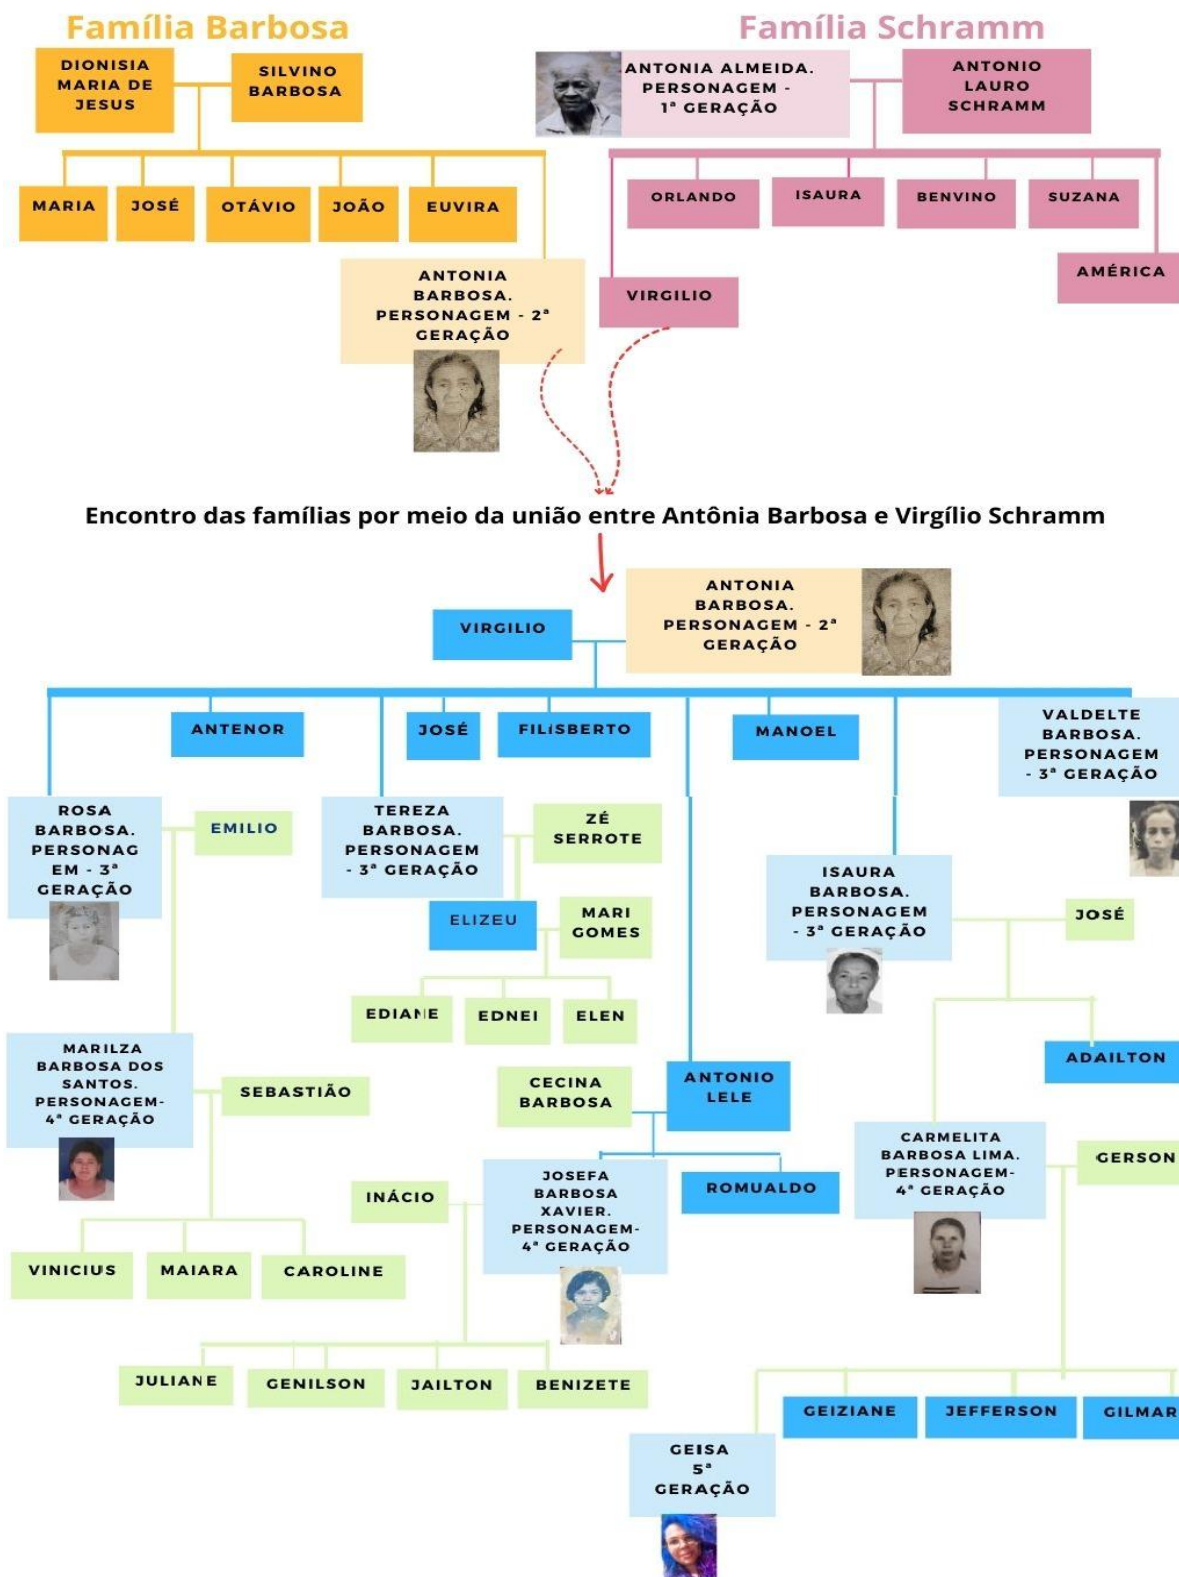 Família Barbosa
DIONISIA
MARIA DE
JESUS
SILVINO
BARBOSA
MARIA
JOSÉ
OTÁVIO
JOÃO
EUVIRA
ANTONIA
BARBOSA.
PERSONAGEM - 2ª
GERAÇÃO
Família Schramm
ANTONIA ALMEIDA.
PERSONAGEM -
1ª GERAÇÃO
ANTONIO
LAURO
SCHRAMM
ORLANDO
ISAURA
BENVINO
SUZANA
AMÉRICA
VIRGILIO
Encontro das famílias por meio da união entre Antônia Barbosa e Virgílio Schramm
VIRGILIO
ANTONIA
BARBOSA.
PERSONAGEM - 2ª
GERAÇÃO
ANTENOR
JOSÉ
FILISBERTO
MANOEL
VALDELTE
BARBOSA.
PERSONAGEM
- 3ª GERAÇÃO
ROSA
BARBOSA.
PERSONAG
EM - 3ª
GERAÇÃO
EMILIO
TEREZA
BARBOSA.
PERSONAGEM
- 3ª GERAÇÃO
ZÉ
SERROTE
ELIZEU
MARI
GOMES
ISAURA
BARBOSA.
PERSONAGEM
- 3ª GERAÇÃO
JOSÉ
EDIANE
EDNEI
ELEN
MARILZA
BARBOSA DOS
SANTOS.
PERSONAGEM-
4ª GERAÇÃO
SEBASTIÃO
CECINA
BARBOSA
ANTONIO
LELE
ADAILTON
CARMELITA
BARBOSA LIMA.
PERSONAGEM-
4ª GERAÇÃO
GERSON
INÁCIO
JOSEFA
BARBOSA
XAVIER.
PERSONAGEM-
4ª GERAÇÃO
ROMUALDO
VINICIUS
MAIARA
CAROLINE
JULIANE
GENILSON
JAILTON
BENIZETE
GEIZIANE
JEFFERSON
GILMAR
GEISA
5ª
GERAÇÃO